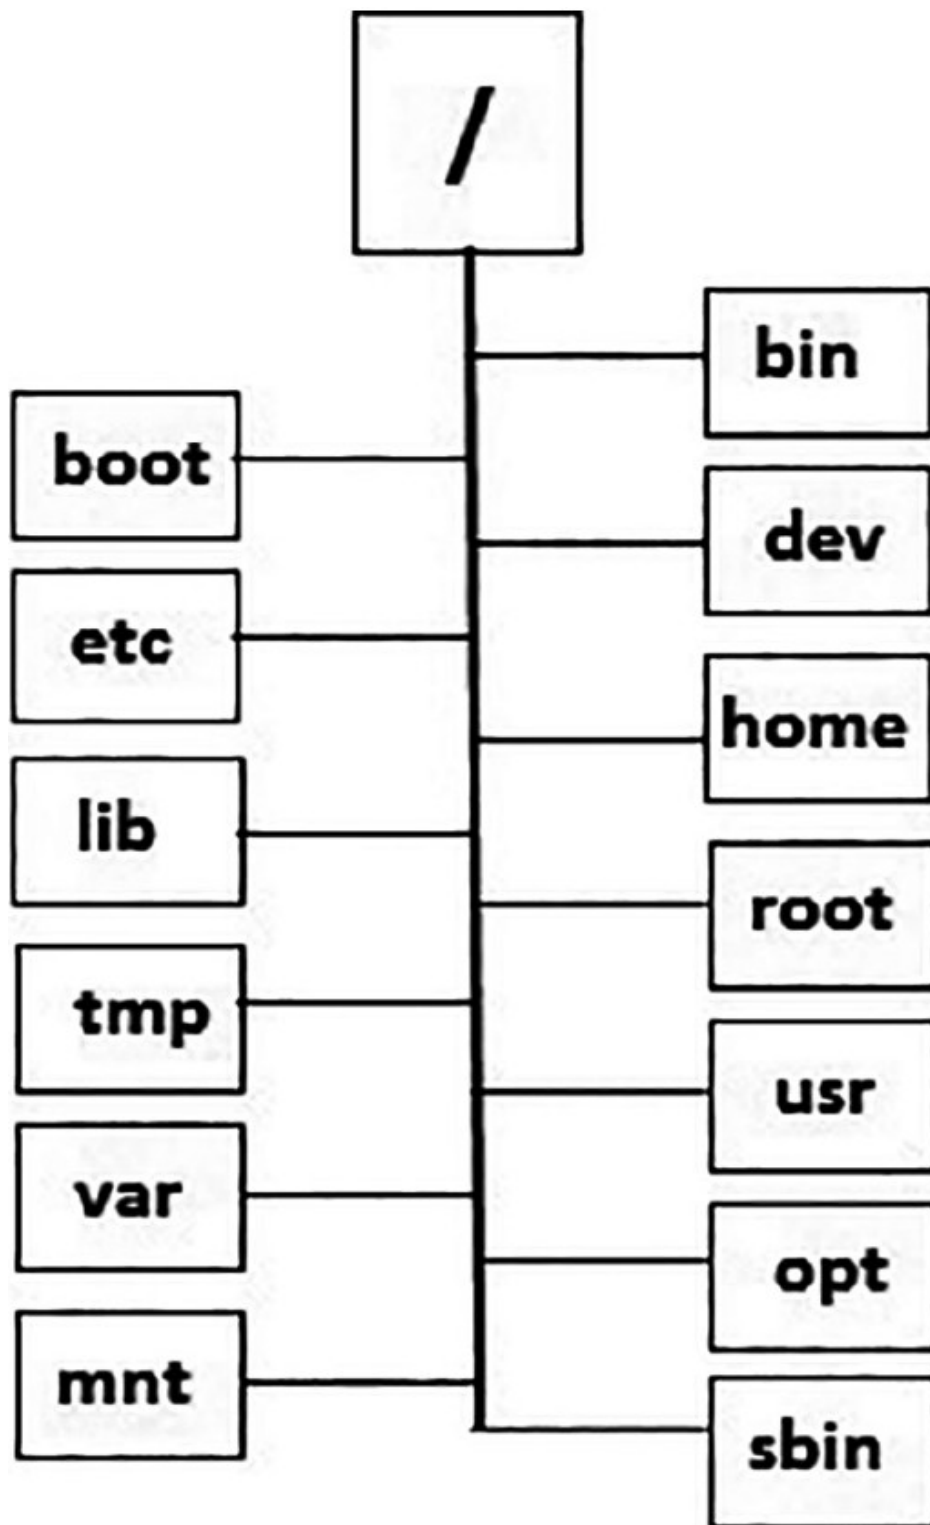 /
bin
boot
dev
etc
home
lib
root
tmp
usr
var
opt
mnt
sbin